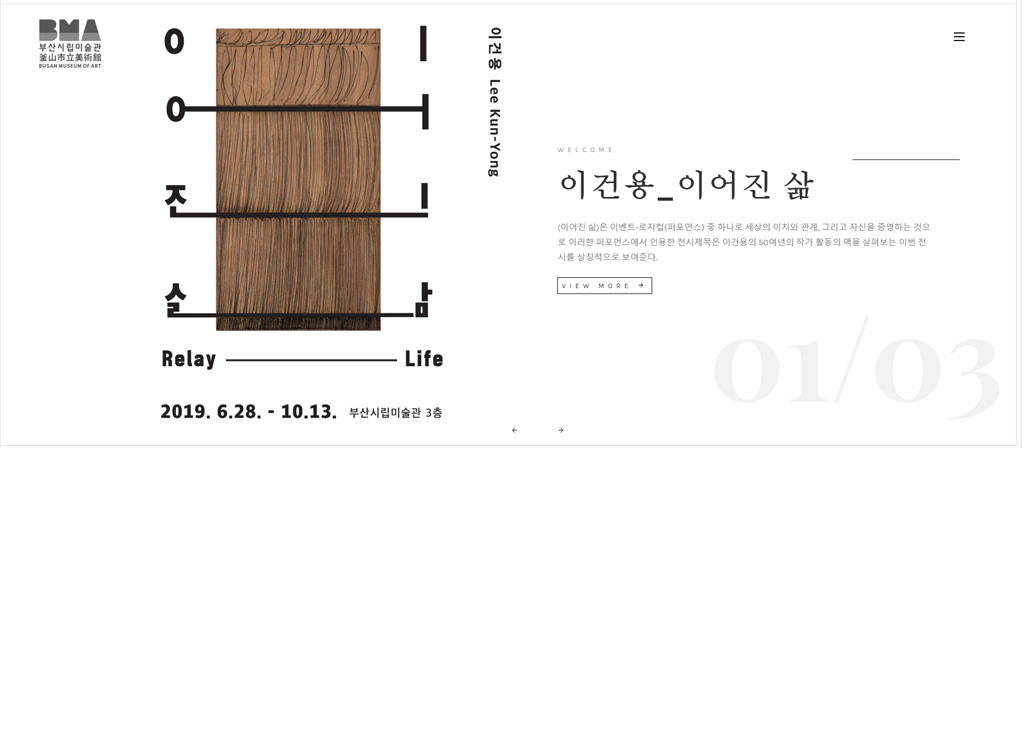 BMA
부산시립미술관
釜山市立美術館
BUSAN MUSEUM OF ART
이
어
진
삶
Relay Life
2019. 6.28. - 10.13. 부산시립미술관 3층
이건용 Lee Kun-Yong
WELCOME
이건용_이어진 삶
(이어진 삶)은 이벤트-로지컬(퍼포먼스) 중 하나로 세상의 이치와 관계, 그리고 자신을 증명하는 것으
로 이러한 퍼포먼스에서 인용한 전시제목은 이건용의 50여년의 작가 활동의 맥을 살펴보는 이번 전
시를 상징적으로 보여준다.
VIEW MORE →
01/03
← →